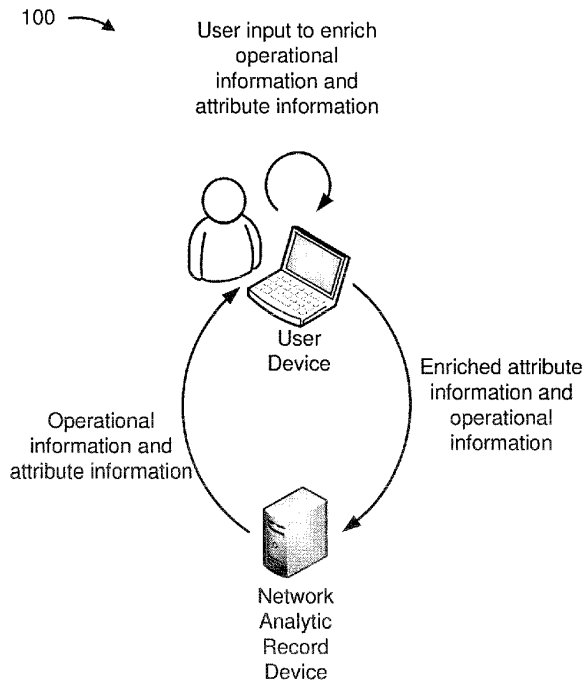 100
User input to enrich
operational
information and
attribute information
User
Device
Enriched attribute
information and
operational
information
Operational
information and
attribute information
Network
Analytic
Record
Device